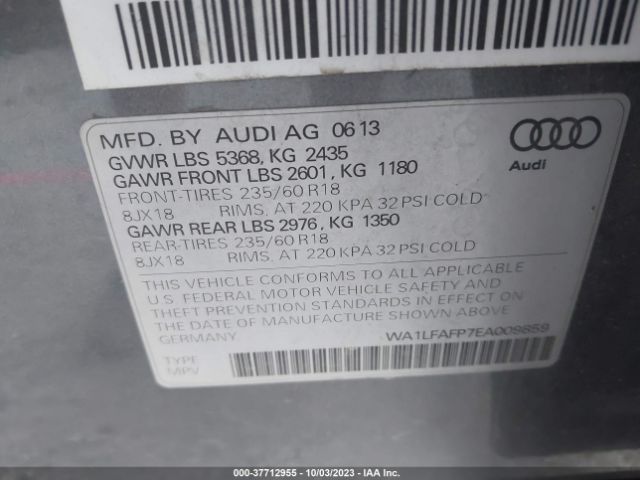 MFD. BY AUDI AG 06 13
GVWR LBS 5368, KG 2435
GAWR FRONT LBS 2601, KG 1180
FRONT-TIRES 235/60 R18
8JX18 RIMS, AT 220 KPA 32 PSI COLD
GAWR REAR LBS 2976, KG 1350
REAR-TIRES 235/60 R18
8JX18 RIMS, AT 220 KPA 32 PSI COLD
Audi
THIS VEHICLE CONFORMS TO ALL APPLICABLE
U.S. FEDERAL MOTOR VEHICLE SAFETY AND
THEFT PREVENTION STANDARDS IN EFFECT ON
THE DATE OF MANUFACTURE SHOWN ABOVE
GERMANY WA1LFAFP7EA009859
TYPE
MPV
000-37712955 - 10/03/2023 - IAA Inc.